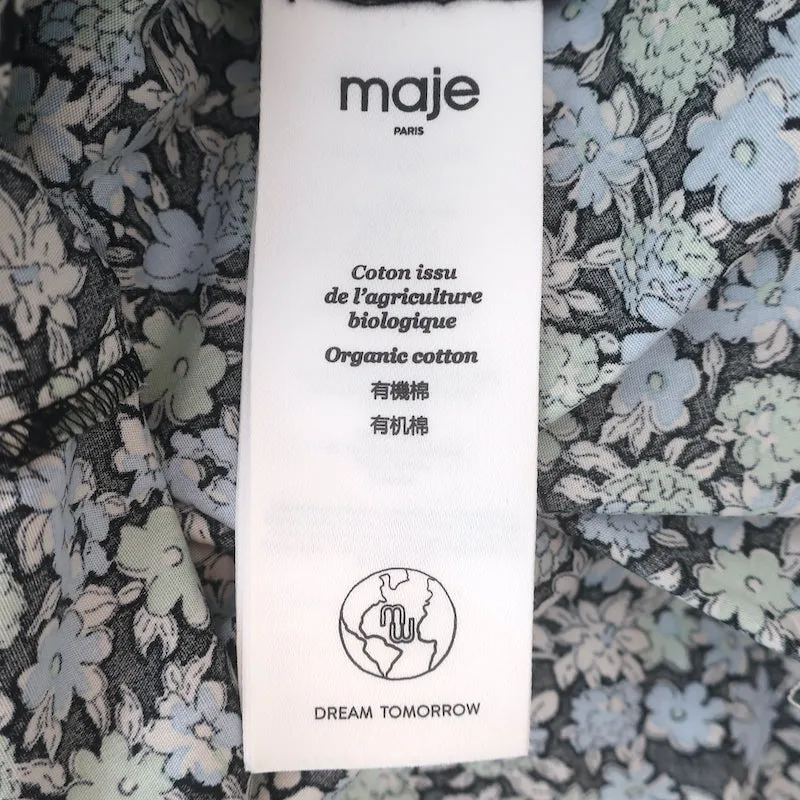 maje
PARIS
Coton issu
de l'agriculture
biologique
Organic cotton
有機棉
有机棉
DREAM TOMORROW